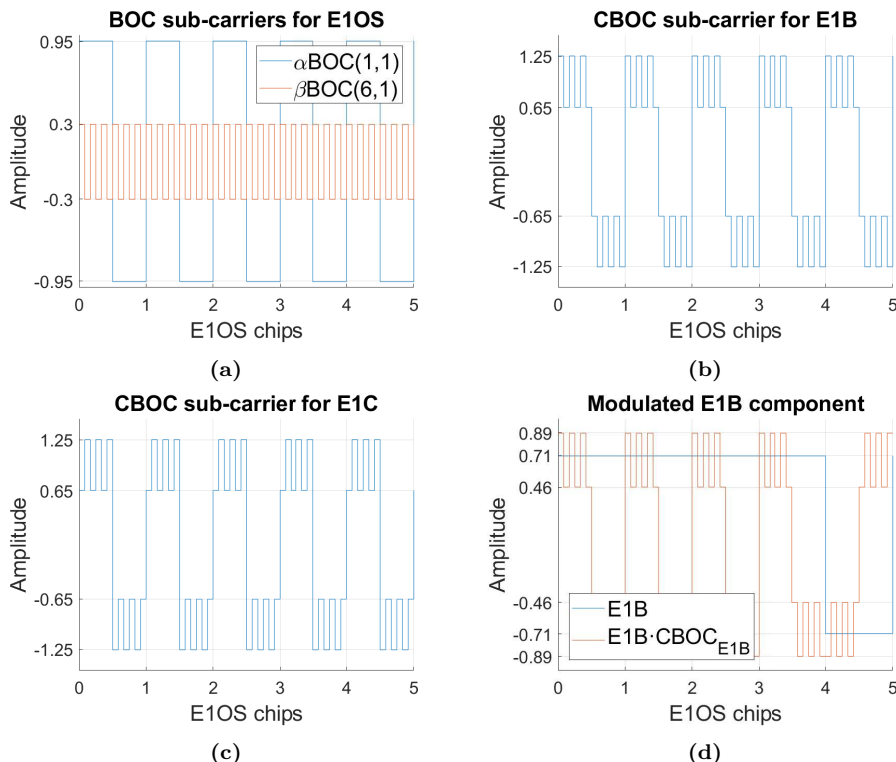 BOC sub-carriers for E1OS
0.95
0.3
-0.3
-0.95
Amplitude
αBOC(1,1)
βBOC(6,1)
0 1 2 3 4 5
E1OS chips
(a)
CBOC sub-carrier for E1B
1.25
0.65
-0.65
-1.25
Amplitude
0 1 2 3 4 5
E1OS chips
(b)
CBOC sub-carrier for E1C
1.25
0.65
-0.65
-1.25
Amplitude
0 1 2 3 4 5
E1OS chips
(c)
Modulated E1B component
0.89
0.71
0.46
-0.46
-0.71
-0.89
Amplitude
E1B
E1B·CBOC_E1B
0 1 2 3 4 5
E1OS chips
(d)